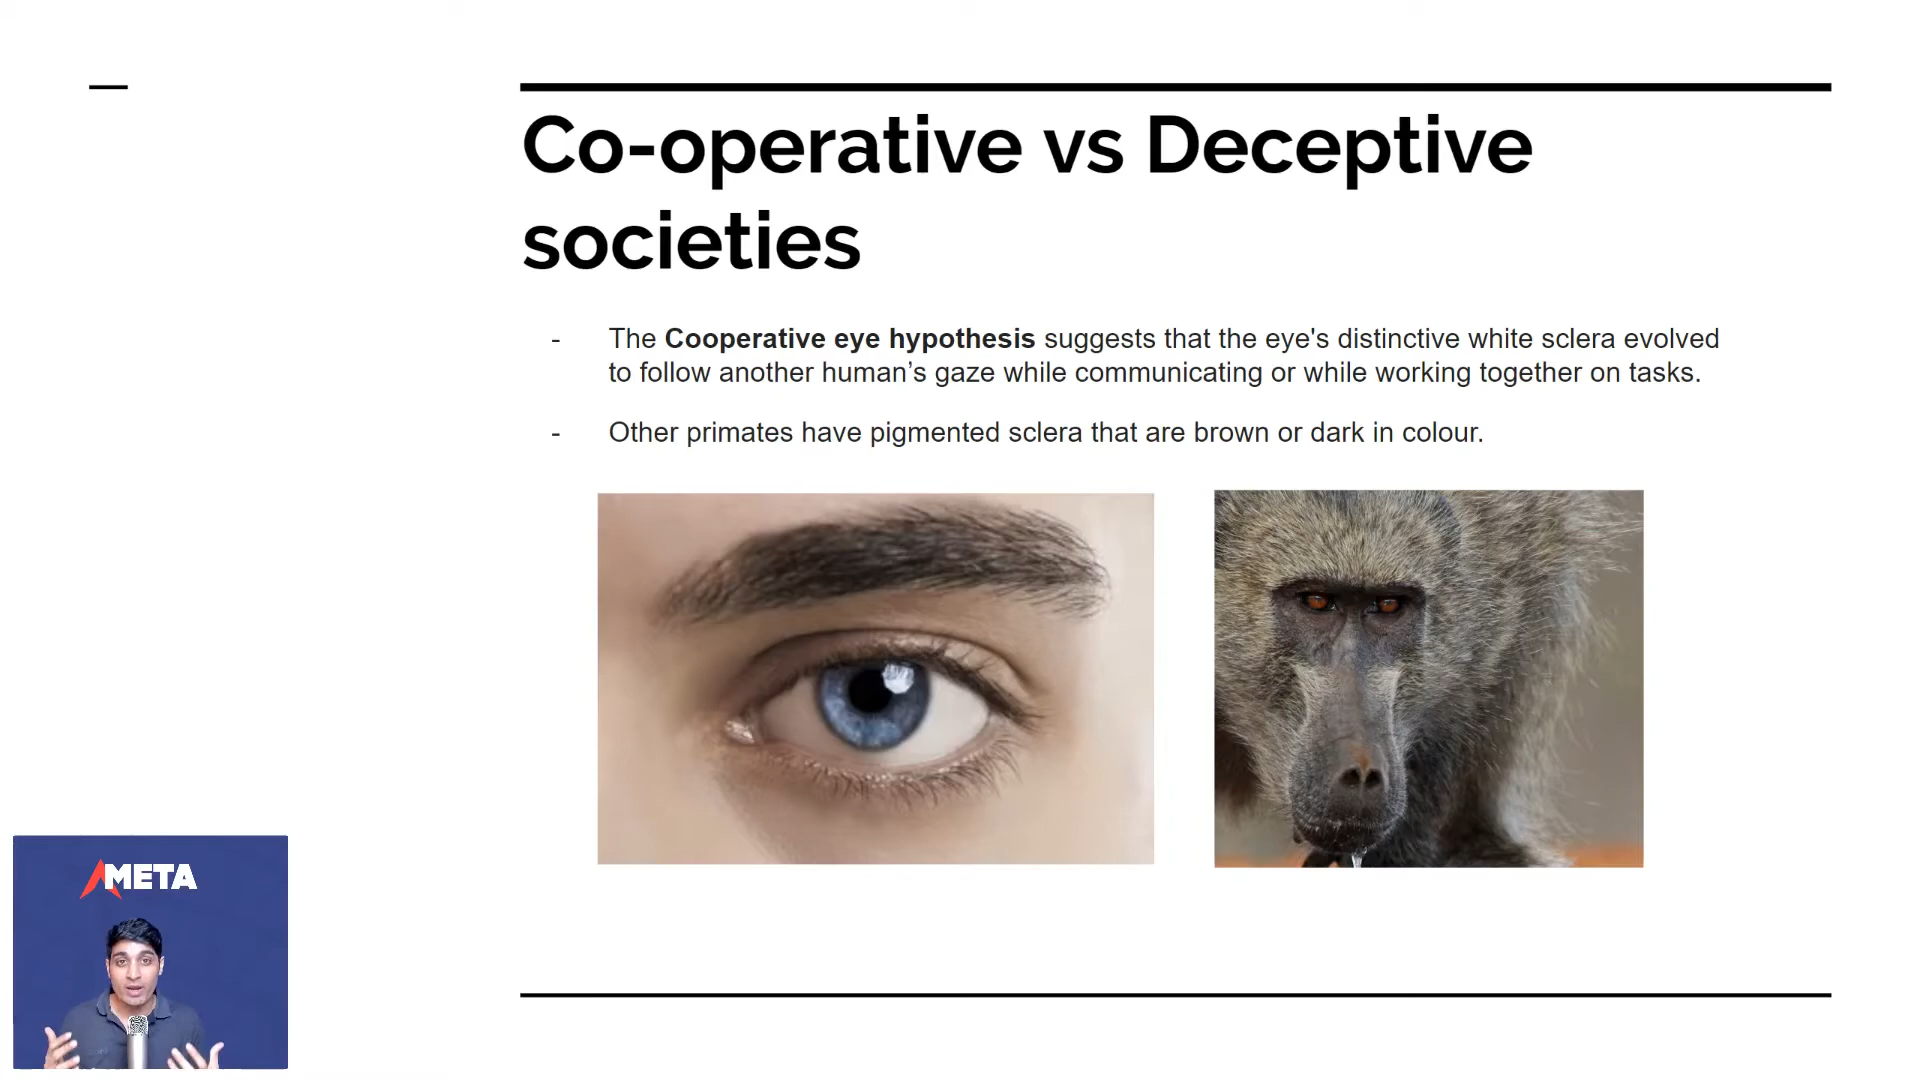 Co-operative vs Deceptive
societies
- The Cooperative eye hypothesis suggests that the eye's distinctive white sclera evolved
to follow another human’s gaze while communicating or while working together on tasks.
- Other primates have pigmented sclera that are brown or dark in colour.
META